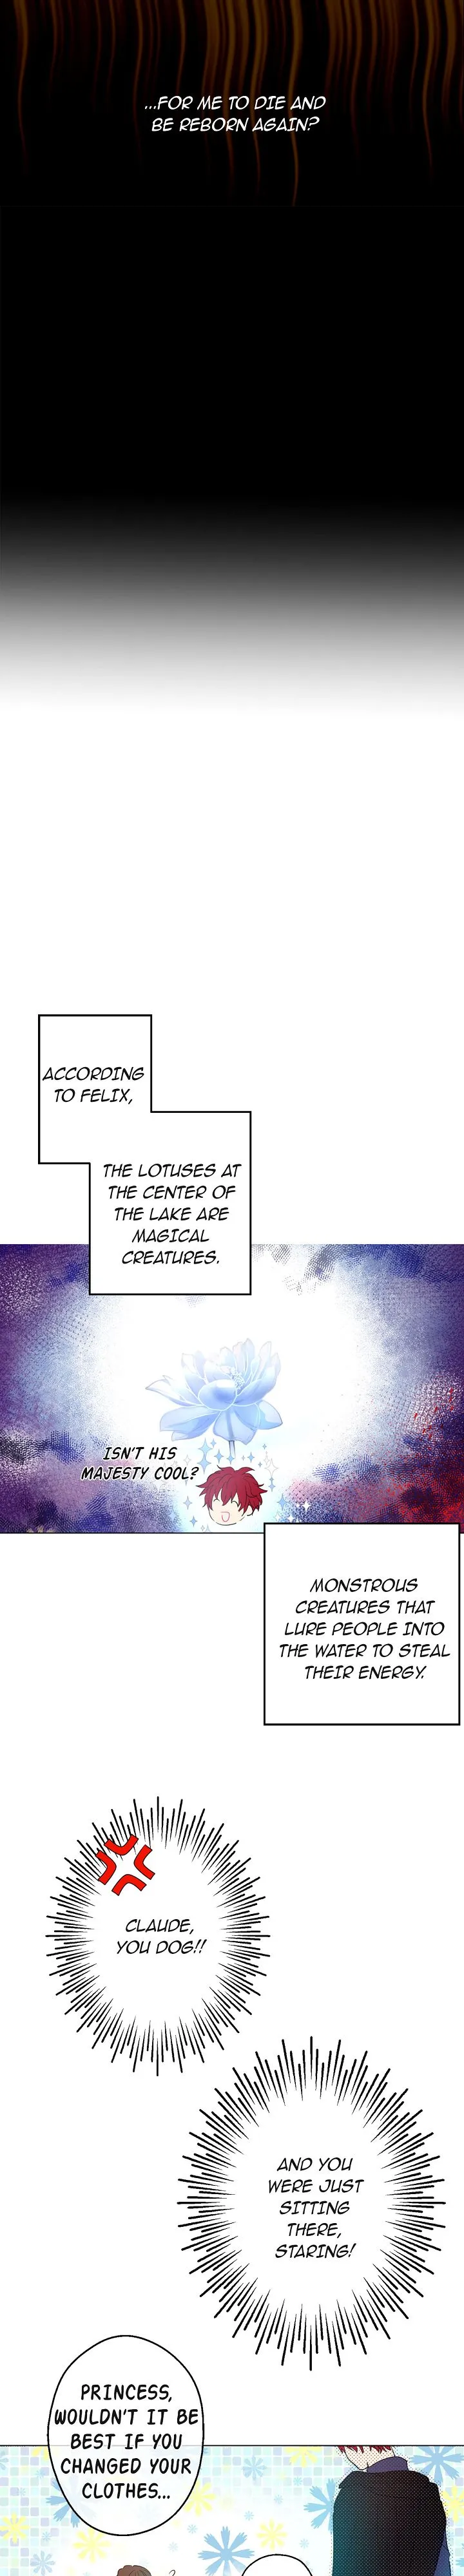 ...FOR ME TO DIE AND
BE REBORN AGAIN?
ACCORDING
TO FELIX,
THE LOTUSES AT
THE CENTER OF
THE LAKE ARE
MAGICAL
CREATURES.
ISN'T HIS
MAJESTY COOL?
MONSTROUS
CREATURES THAT
LURE PEOPLE INTO
THE WATER TO STEAL
THEIR ENERGY.
CLAUDE,
YOU DOG!!
AND YOU
WERE JUST
SITTING
THERE,
STARING!
PRINCESS,
WOULDN'T IT BE
BEST IF YOU
CHANGED YOUR
CLOTHES...